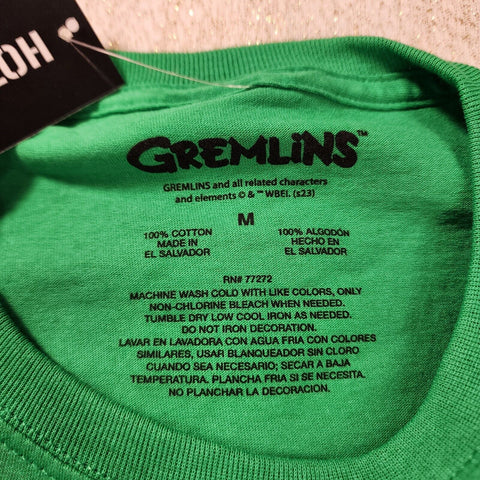 HOT
GREMLiNS™
GREMLINS and all related characters
and elements © & ™ WBEI. (s23)
M
100% COTTON
MADE IN
EL SALVADOR
100% ALGODÓN
HECHO EN
EL SALVADOR
RN# 77272
MACHINE WASH COLD WITH LIKE COLORS, ONLY
NON-CHLORINE BLEACH WHEN NEEDED.
TUMBLE DRY LOW COOL IRON AS NEEDED.
DO NOT IRON DECORATION.
LAVAR EN LAVADORA CON AGUA FRIA CON COLORES
SIMILARES, USAR BLANQUEADOR SIN CLORO
CUANDO SEA NECESARIO; SECAR A BAJA
TEMPERATURA. PLANCHA FRIA SI SE NECESITA.
NO PLANCHAR LA DECORACION.